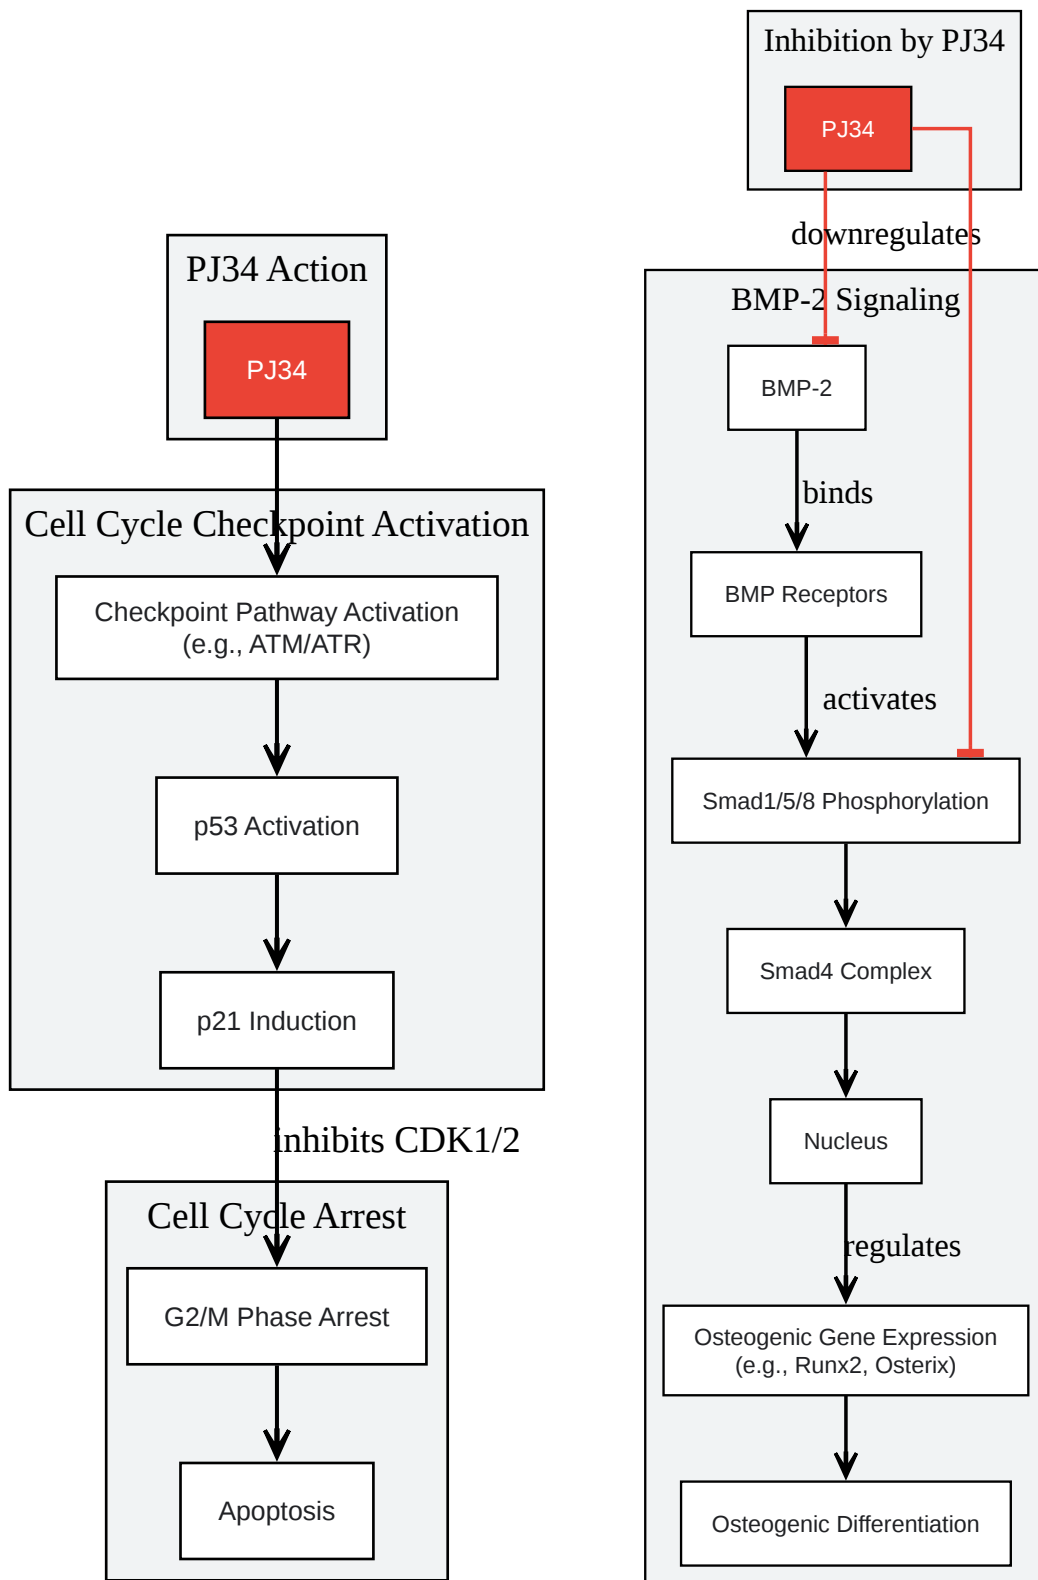 PJ34 Action
PJ34
Cell Cycle Checkpoint Activation
Checkpoint Pathway Activation
(e.g., ATM/ATR)
p53 Activation
p21 Induction
inhibits CDK1/2
Cell Cycle Arrest
G2/M Phase Arrest
Apoptosis
Inhibition by PJ34
PJ34
downregulates
BMP-2 Signaling
BMP-2
binds
BMP Receptors
activates
Smad1/5/8 Phosphorylation
Smad4 Complex
Nucleus
regulates
Osteogenic Gene Expression
(e.g., Runx2, Osterix)
Osteogenic Differentiation